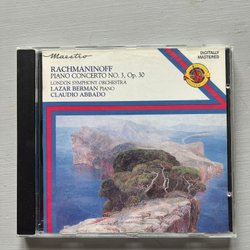 Maestro
DIGITALLY
MASTERED
RACHMANINOFF
PIANO CONCERTO NO. 3, Op. 30
LONDON SYMPHONY ORCHESTRA
LAZAR BERMAN PIANO
CLAUDIO ABBADO